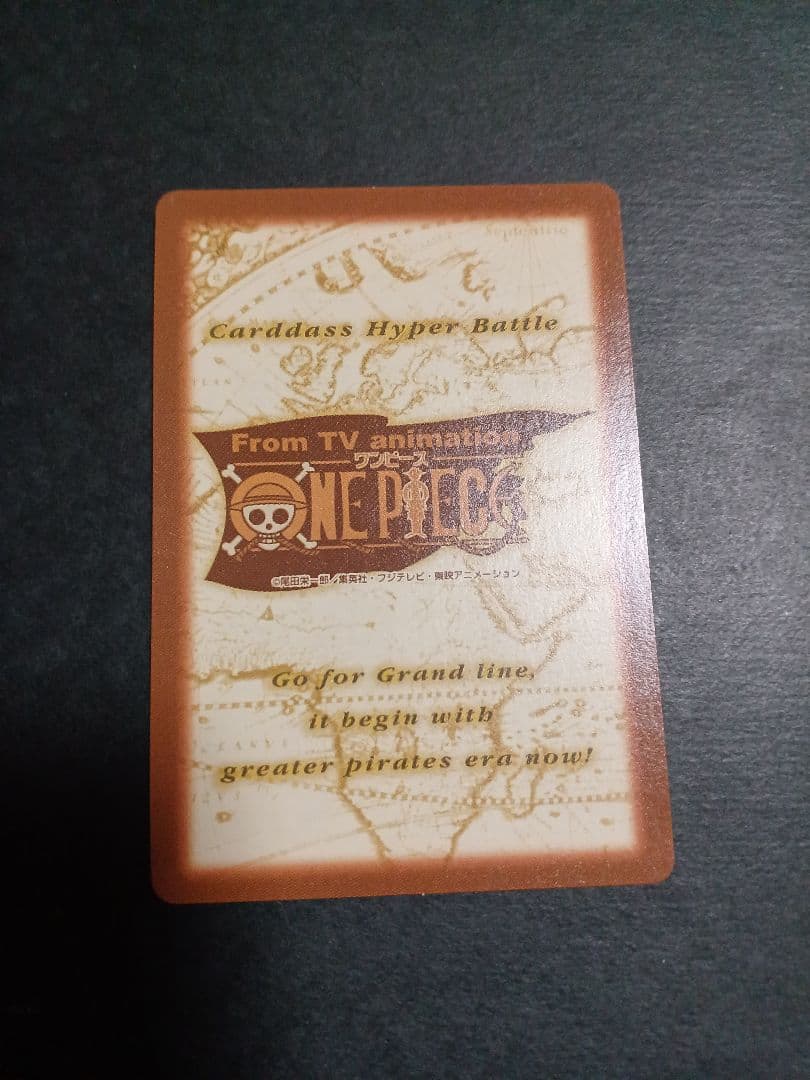 Septentrio
Carddass Hyper Battle
From TV animation
ワンピース
ONE PIECE
©尾田栄一郎／集英社・フジテレビ・東映アニメーション
Go for Grand line,
it begin with
greater pirates era now!